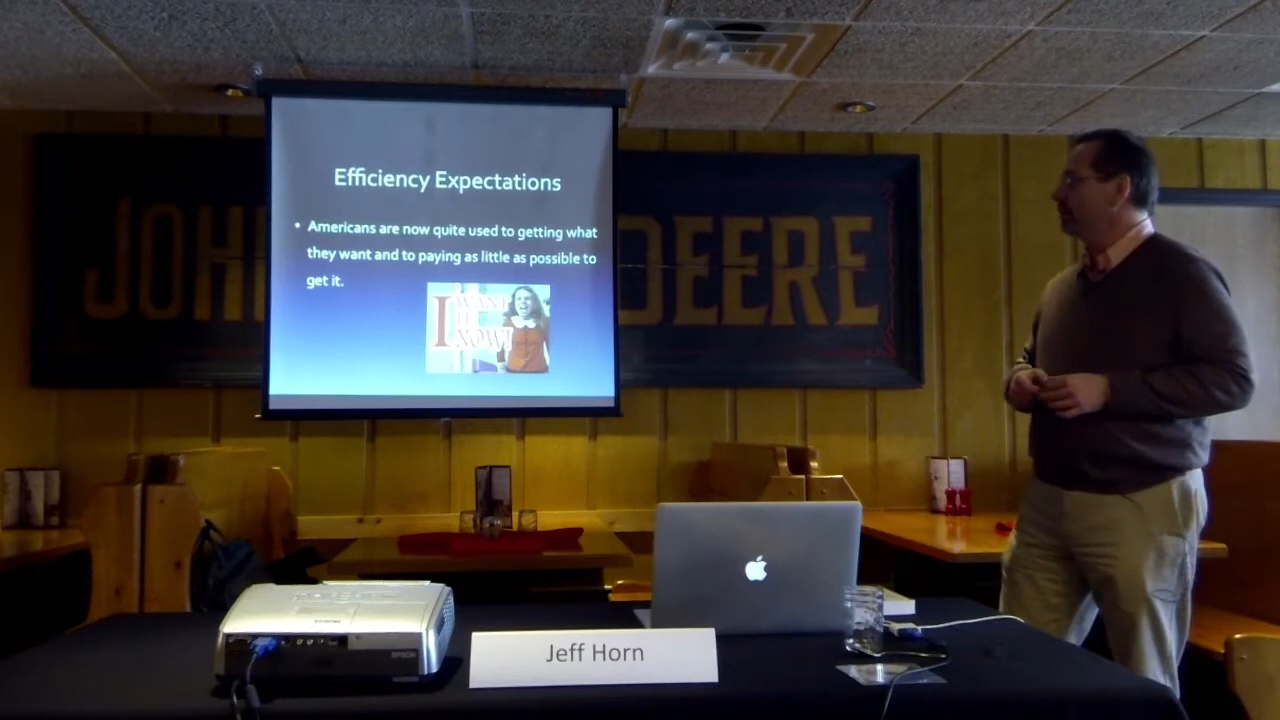 Efficiency Expectations
• Americans are now quite used to getting what
they want and to paying as little as possible to
get it.
I WANT
IT
NOW!
JOH DEERE
EPSON
Jeff Horn